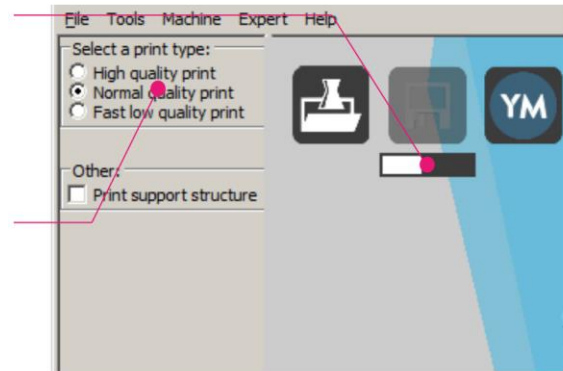 File Tools Machine Expert Help
Select a print type:
High quality print
Normal quality print
Fast low quality print
YM
Other:
Print support structure